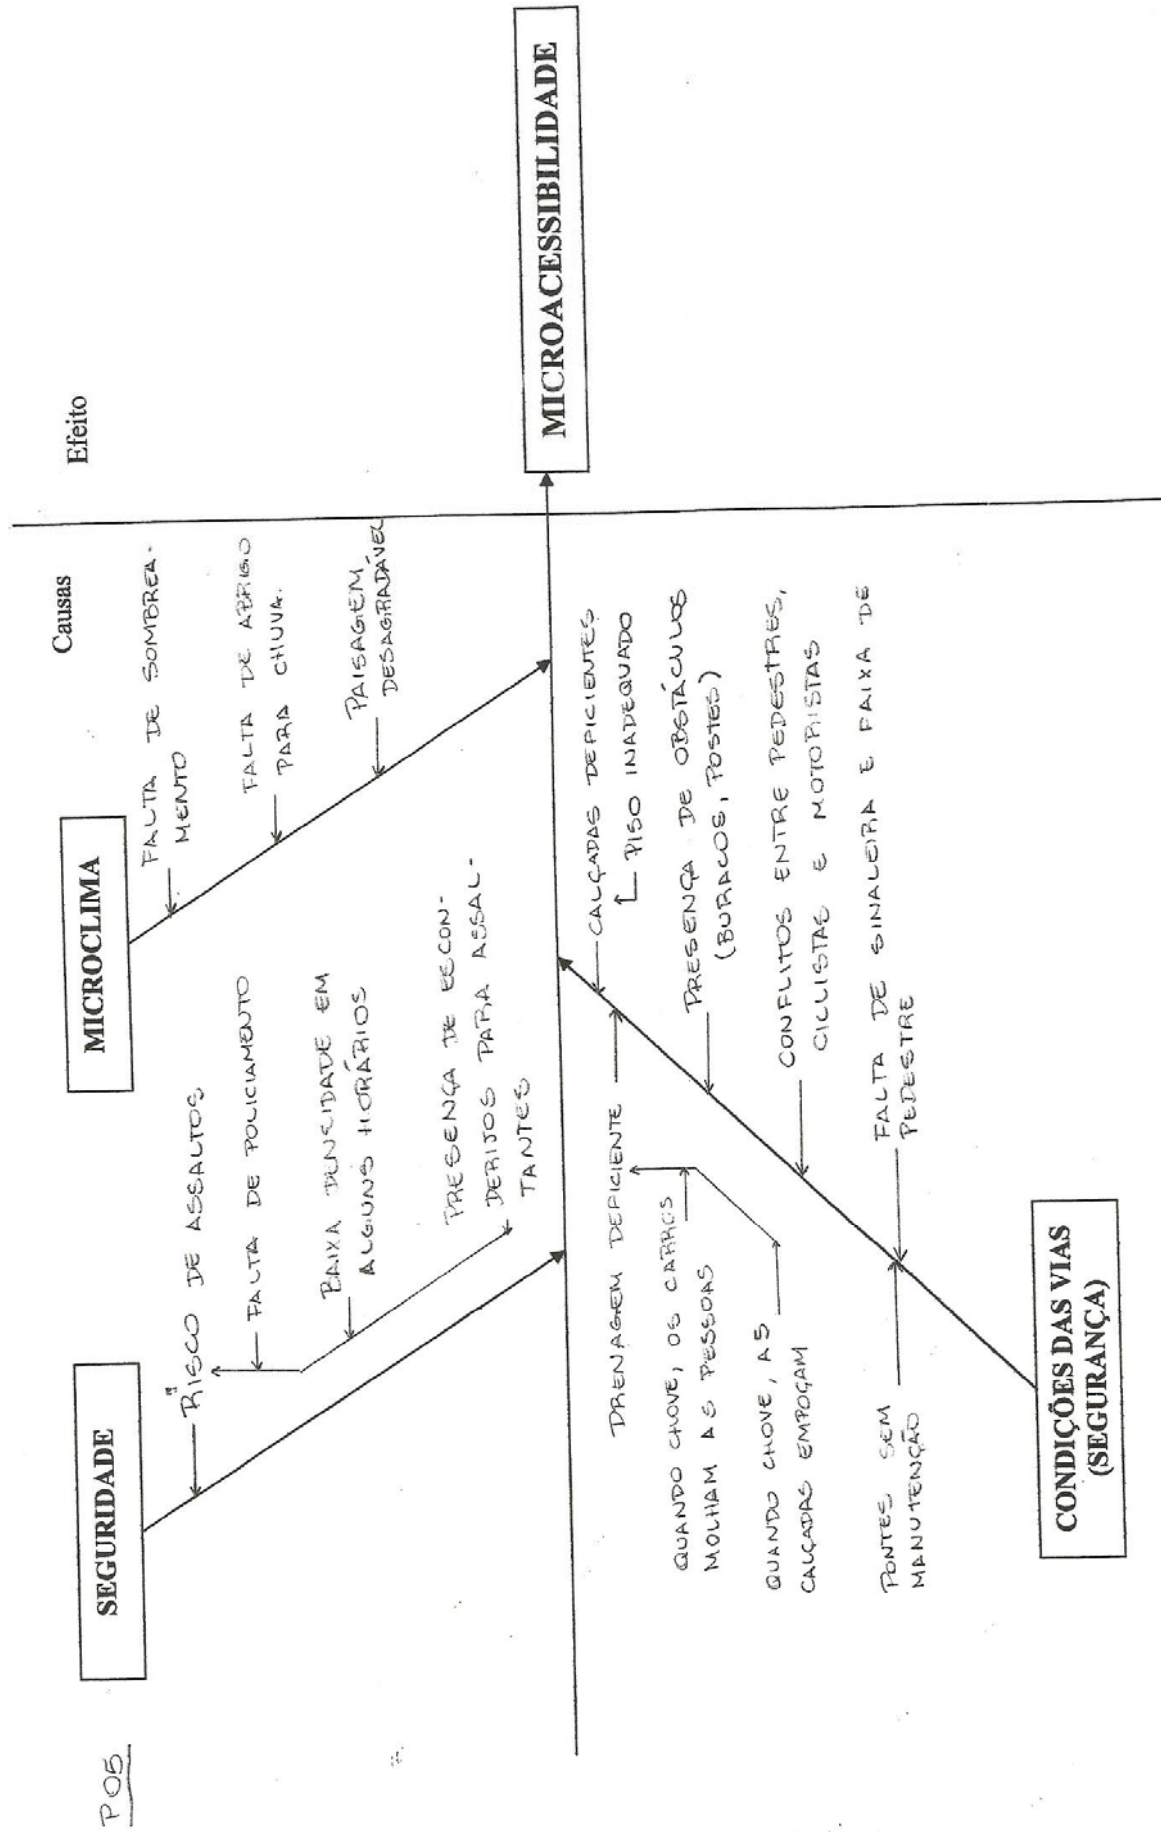 P05
SEGURIDADE
RISCO DE ASSALTOS
FALTA DE POLICIAMENTO
BAIXA DENSIDADE EM
ALGUNS HORÁRIOS
PRESENÇA DE ESCON-
DERIJOS PARA ASSAL-
TANTES
MICROCLIMA
FALTA DE SOMBREA-
MENTO
FALTA DE ABRIGO
PARA CHUVA.
PAISAGEM
DESAGRADÁVEL
Causas
Efeito
MICROACESSIBILIDADE
CALÇADAS DEFICIENTES
PISO INADEQUADO
DRENAGEM DEFICIENTE
QUANDO CHOVE, OS CARROS
MOLHAM AS PESSOAS
QUANDO CHOVE, AS
CALÇADAS EMPOÇAM
PRESENÇA DE OBSTÁCULOS
(BURACOS, POSTES)
CONFLITOS ENTRE PEDESTRES,
CICLISTAS E MOTORISTAS
FALTA DE SINALEIRA E FAIXA DE
PEDESTRE
PONTES SEM
MANUTENÇÃO
CONDIÇÕES DAS VIAS
(SEGURANÇA)